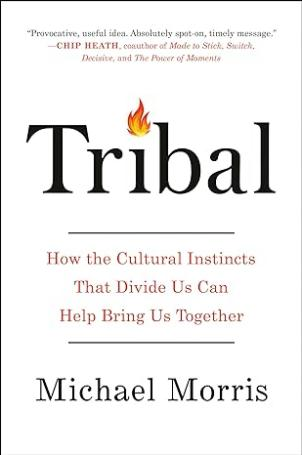 "Provocative, useful idea. Absolutely spot-on, timely message."
—CHIP HEATH, coauthor of Made to Stick, Switch,
Decisive, and The Power of Moments
Tribal
How the Cultural Instincts
That Divide Us Can
Help Bring Us Together
Michael Morris